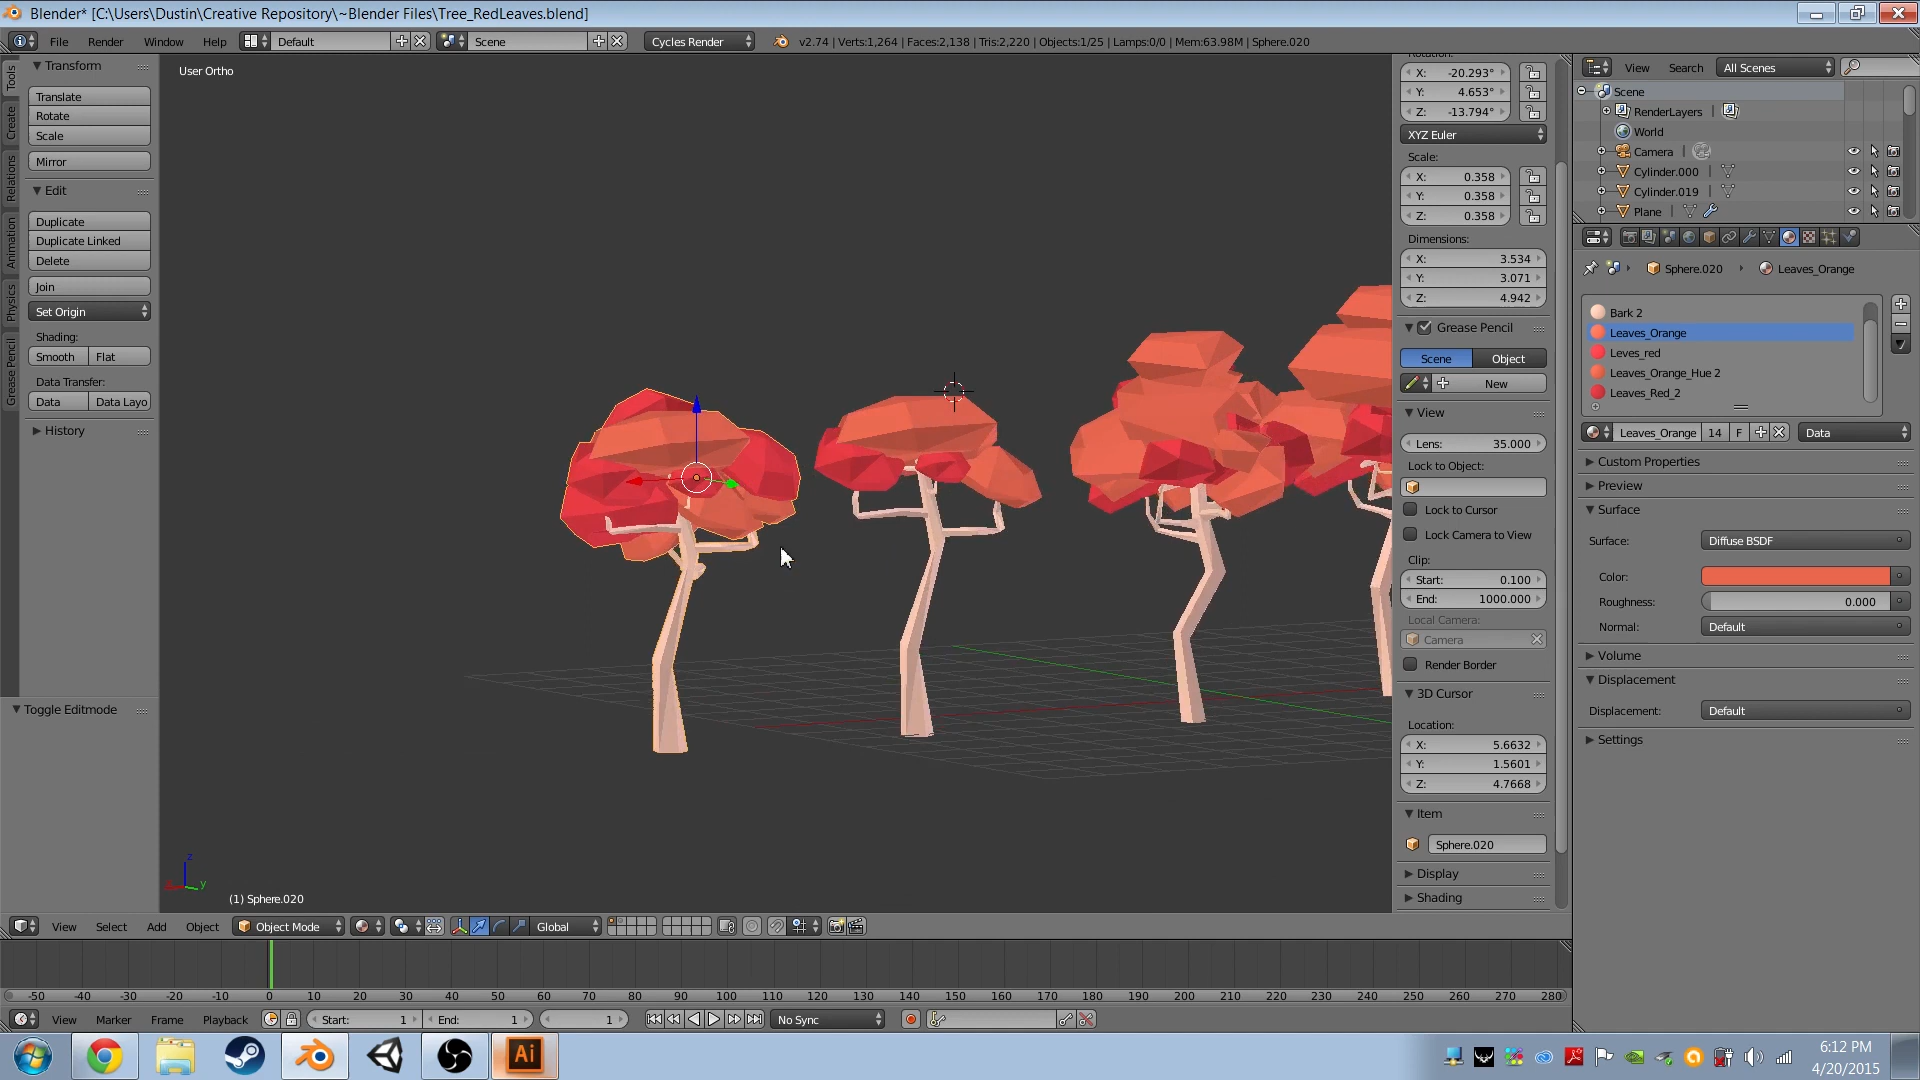 Blender* [C:\Users\Dustin\Creative Repository\~Blender Files\Tree_RedLeaves.blend]
File Render Window Help Default Scene Cycles Render v2.74 | Verts:1,264 | Faces:2,138 | Tris:2,220 | Objects:1/25 | Lamps:0/0 | Mem:63.98M | Sphere.020
Tools
Create
Relations
Animation
Physics
Grease Pencil
Transform
Translate
Rotate
Scale
Mirror
Edit
Duplicate
Duplicate Linked
Delete
Join
Set Origin
Shading:
Smooth Flat
Data Transfer:
Data Data Layo
History
Toggle Editmode
User Ortho
z
y
(1) Sphere.020
X: -20.293°
Y: 4.653°
Z: -13.794°
XYZ Euler
Scale:
X: 0.358
Y: 0.358
Z: 0.358
Dimensions:
X: 3.534
Y: 3.071
Z: 4.942
Grease Pencil
Scene Object
New
View
Lens: 35.000
Lock to Object:
Lock to Cursor
Lock Camera to View
Clip:
Start: 0.100
End: 1000.000
Local Camera:
Camera
Render Border
3D Cursor
Location:
X: 5.6632
Y: 1.5601
Z: 4.7668
Item
Sphere.020
Display
Shading
View Search All Scenes
Scene
RenderLayers
World
Camera
Cylinder.000
Cylinder.019
Plane
Sphere.020 Leaves_Orange
Bark 2
Leaves_Orange
Leves_red
Leaves_Orange_Hue 2
Leaves_Red_2
Leaves_Orange 14 F Data
Custom Properties
Preview
Surface
Surface: Diffuse BSDF
Color:
Roughness: 0.000
Normal: Default
Volume
Displacement
Displacement: Default
Settings
View Select Add Object Object Mode Global
-50 -40 -30 -20 -10 0 10 20 30 40 50 60 70 80 90 100 110 120 130 140 150 160 170 180 190 200 210 220 230 240 250 260 270 280
View Marker Frame Playback Start: 1 End: 1 1 No Sync
Ai
6:12 PM
4/20/2015